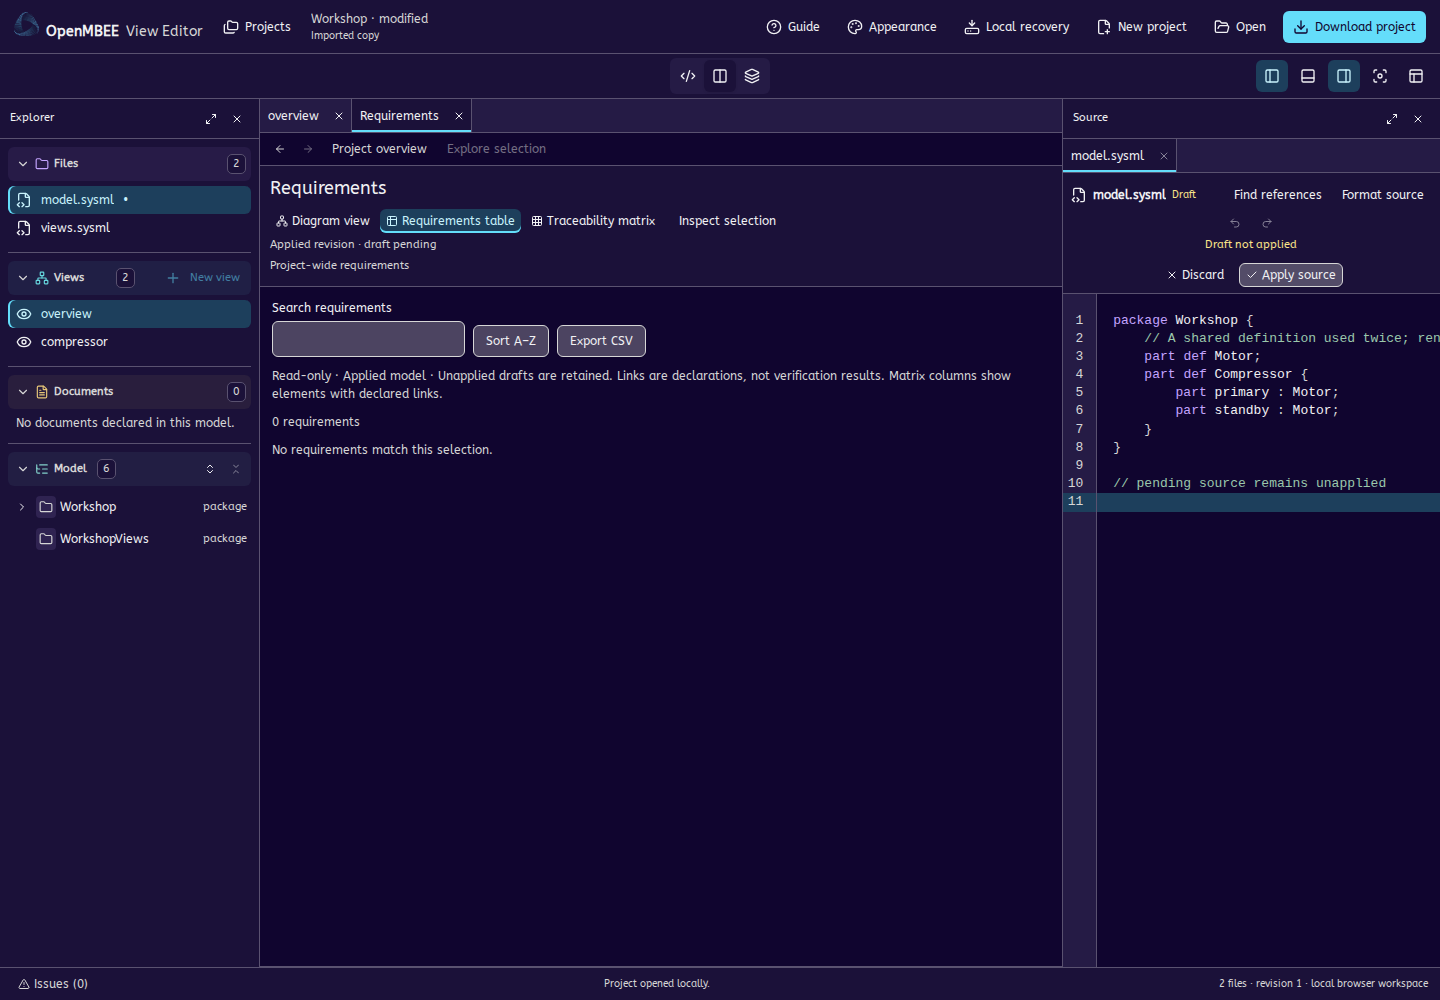 OpenMBEE View Editor
Projects
Workshop · modified
Imported copy
Guide
Appearance
Local recovery
New project
Open
Download project
Explorer
Files
2
model.sysml •
views.sysml
Views
2
New view
overview
compressor
Documents
0
No documents declared in this model.
Model
6
Workshop
package
WorkshopViews
package
overview
Requirements
Project overview
Explore selection
Requirements
Diagram view
Requirements table
Traceability matrix
Inspect selection
Applied revision · draft pending
Project-wide requirements
Search requirements
Sort A–Z
Export CSV
Read-only · Applied model · Unapplied drafts are retained. Links are declarations, not verification results. Matrix columns show
elements with declared links.
0 requirements
No requirements match this selection.
Source
model.sysml
model.sysml Draft
Find references
Format source
Draft not applied
Discard
Apply source
1 package Workshop {
2 // A shared definition used twice; ren
3 part def Motor;
4 part def Compressor {
5 part primary : Motor;
6 part standby : Motor;
7 }
8 }
9
10 // pending source remains unapplied
11
Issues (0)
Project opened locally.
2 files · revision 1 · local browser workspace